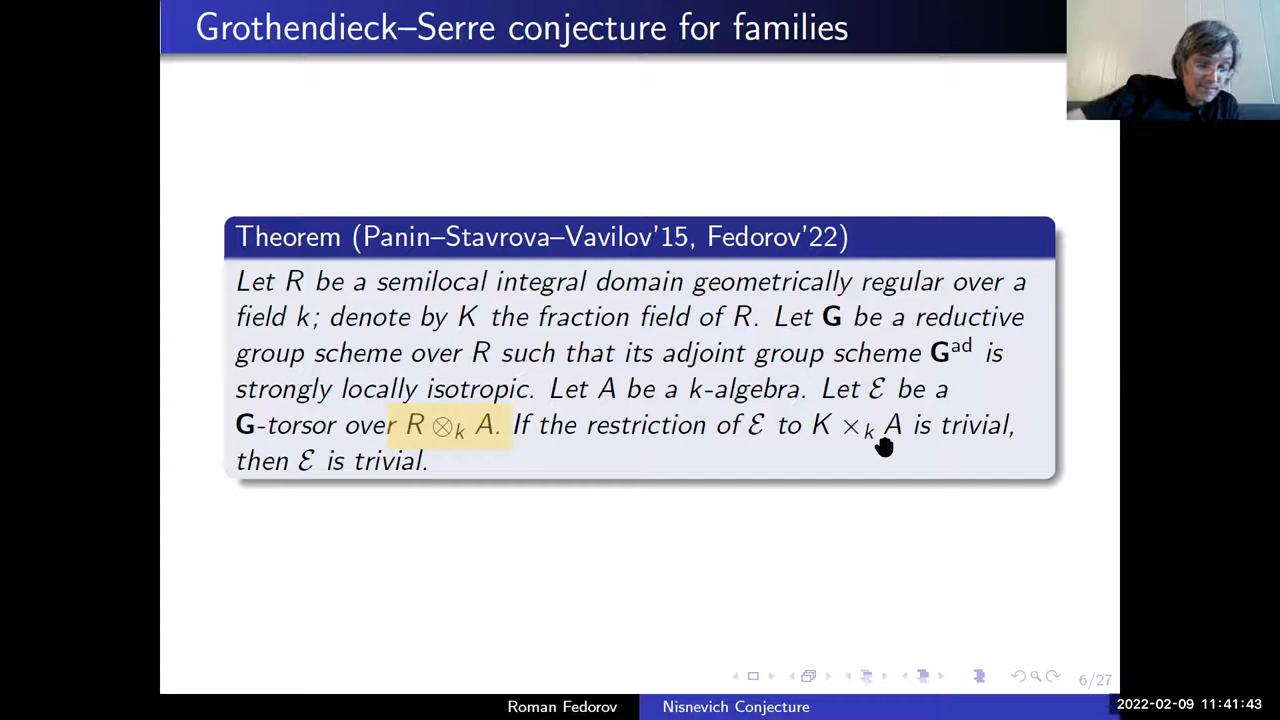 Grothendieck–Serre conjecture for families
Theorem (Panin–Stavrova–Vavilov'15, Fedorov'22)
Let R be a semilocal integral domain geometrically regular over a
field k; denote by K the fraction field of R. Let G be a reductive
group scheme over R such that its adjoint group scheme G^ad is
strongly locally isotropic. Let A be a k-algebra. Let ℰ be a
G-torsor over R ⊗_k A. If the restriction of ℰ to K ×_k A is trivial,
then ℰ is trivial.
6/27
Roman Fedorov Nisnevich Conjecture
2022-02-09 11:41:43